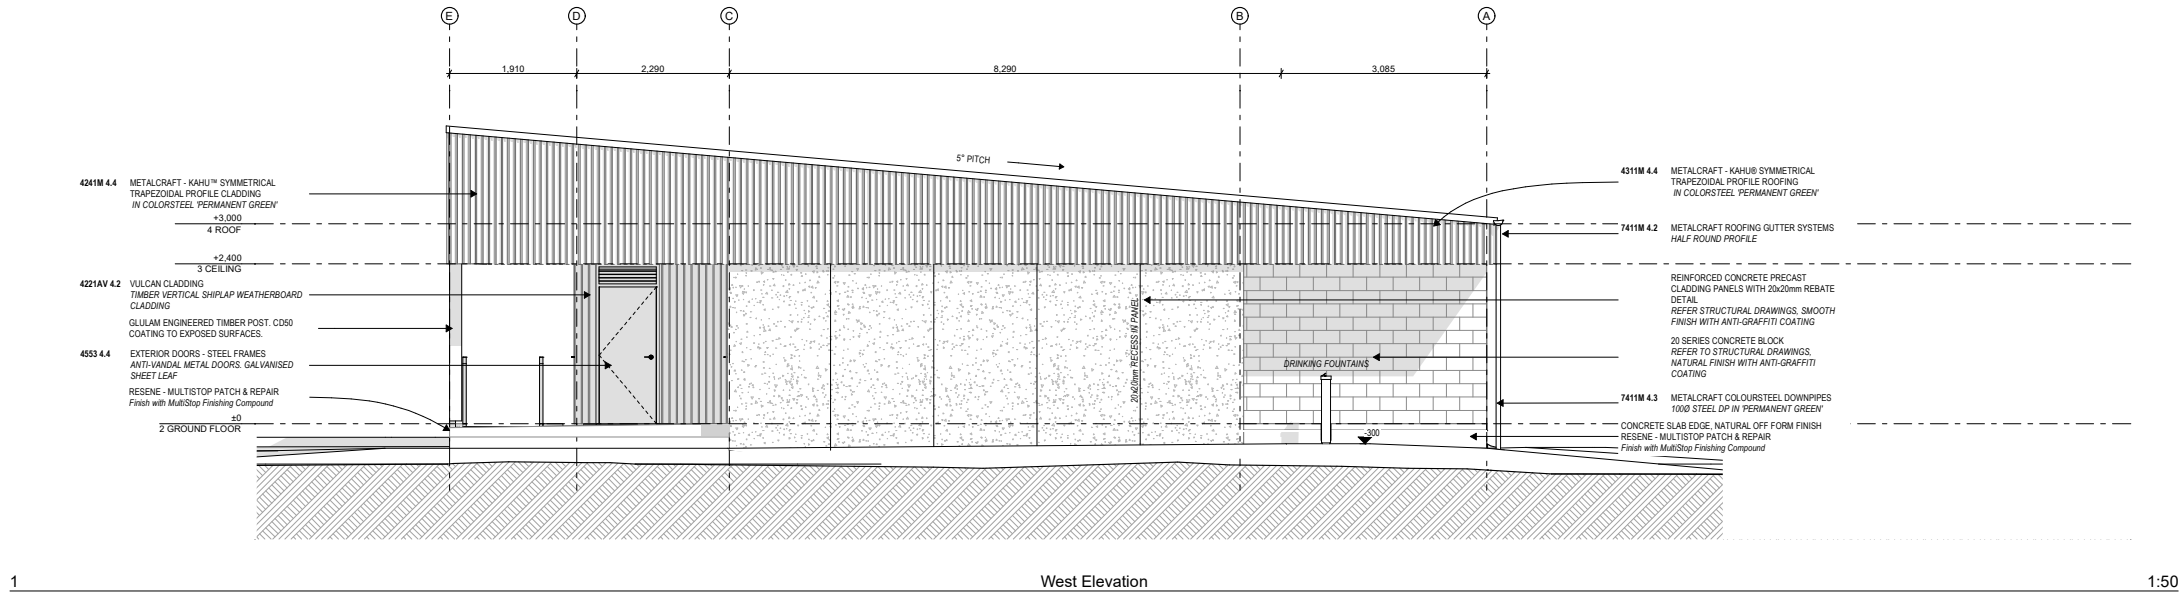 E
D
C
B
A
1,910
2,290
8,290
3,085
5° PITCH
4241M 4.4 METALCRAFT - KAHU™ SYMMETRICAL
TRAPEZOIDAL PROFILE CLADDING
IN COLORSTEEL 'PERMANENT GREEN'
+3,000
4 ROOF
+2,400
3 CEILING
4221AV 4.2 VULCAN CLADDING
TIMBER VERTICAL SHIPLAP WEATHERBOARD
CLADDING
GLULAM ENGINEERED TIMBER POST. CD50
COATING TO EXPOSED SURFACES.
4553 4.4 EXTERIOR DOORS - STEEL FRAMES
ANTI-VANDAL METAL DOORS. GALVANISED
SHEET LEAF
RESENE - MULTISTOP PATCH & REPAIR
Finish with MultiStop Finishing Compound
±0
2 GROUND FLOOR
20x20mm RECESS IN PANEL
DRINKING FOUNTAINS
-300
4311M 4.4 METALCRAFT - KAHU® SYMMETRICAL
TRAPEZOIDAL PROFILE ROOFING
IN COLORSTEEL 'PERMANENT GREEN'
7411M 4.2 METALCRAFT ROOFING GUTTER SYSTEMS
HALF ROUND PROFILE
REINFORCED CONCRETE PRECAST
CLADDING PANELS WITH 20x20mm REBATE
DETAIL
REFER STRUCTURAL DRAWINGS, SMOOTH
FINISH WITH ANTI-GRAFFITI COATING
20 SERIES CONCRETE BLOCK
REFER TO STRUCTURAL DRAWINGS,
NATURAL FINISH WITH ANTI-GRAFFITI
COATING
7411M 4.3 METALCRAFT COLOURSTEEL DOWNPIPES
100Ø STEEL DP IN 'PERMANENT GREEN'
CONCRETE SLAB EDGE, NATURAL OFF FORM FINISH
RESENE - MULTISTOP PATCH & REPAIR
Finish with MultiStop Finishing Compound
1
West Elevation
1:50